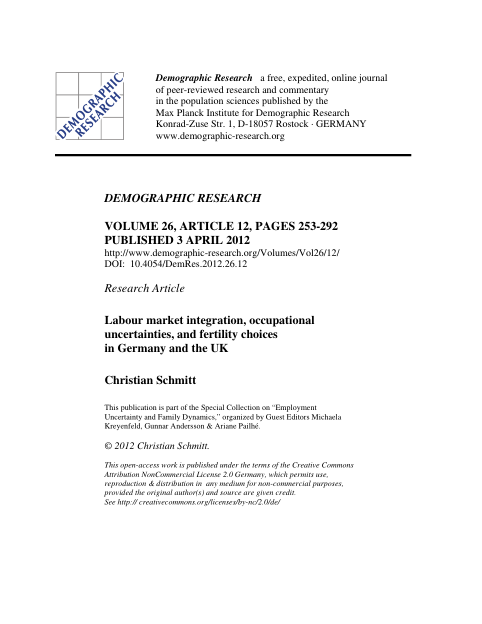 DEMOGRAPHIC
RESEARCH
Demographic Research a free, expedited, online journal
of peer-reviewed research and commentary
in the population sciences published by the
Max Planck Institute for Demographic Research
Konrad-Zuse Str. 1, D-18057 Rostock · GERMANY
www.demographic-research.org
DEMOGRAPHIC RESEARCH
VOLUME 26, ARTICLE 12, PAGES 253-292
PUBLISHED 3 APRIL 2012
http://www.demographic-research.org/Volumes/Vol26/12/
DOI: 10.4054/DemRes.2012.26.12
Research Article
Labour market integration, occupational
uncertainties, and fertility choices
in Germany and the UK
Christian Schmitt
This publication is part of the Special Collection on “Employment
Uncertainty and Family Dynamics,” organized by Guest Editors Michaela
Kreyenfeld, Gunnar Andersson & Ariane Pailhé.
© 2012 Christian Schmitt.
This open-access work is published under the terms of the Creative Commons
Attribution NonCommercial License 2.0 Germany, which permits use,
reproduction & distribution in any medium for non-commercial purposes,
provided the original author(s) and source are given credit.
See http:// creativecommons.org/licenses/by-nc/2.0/de/